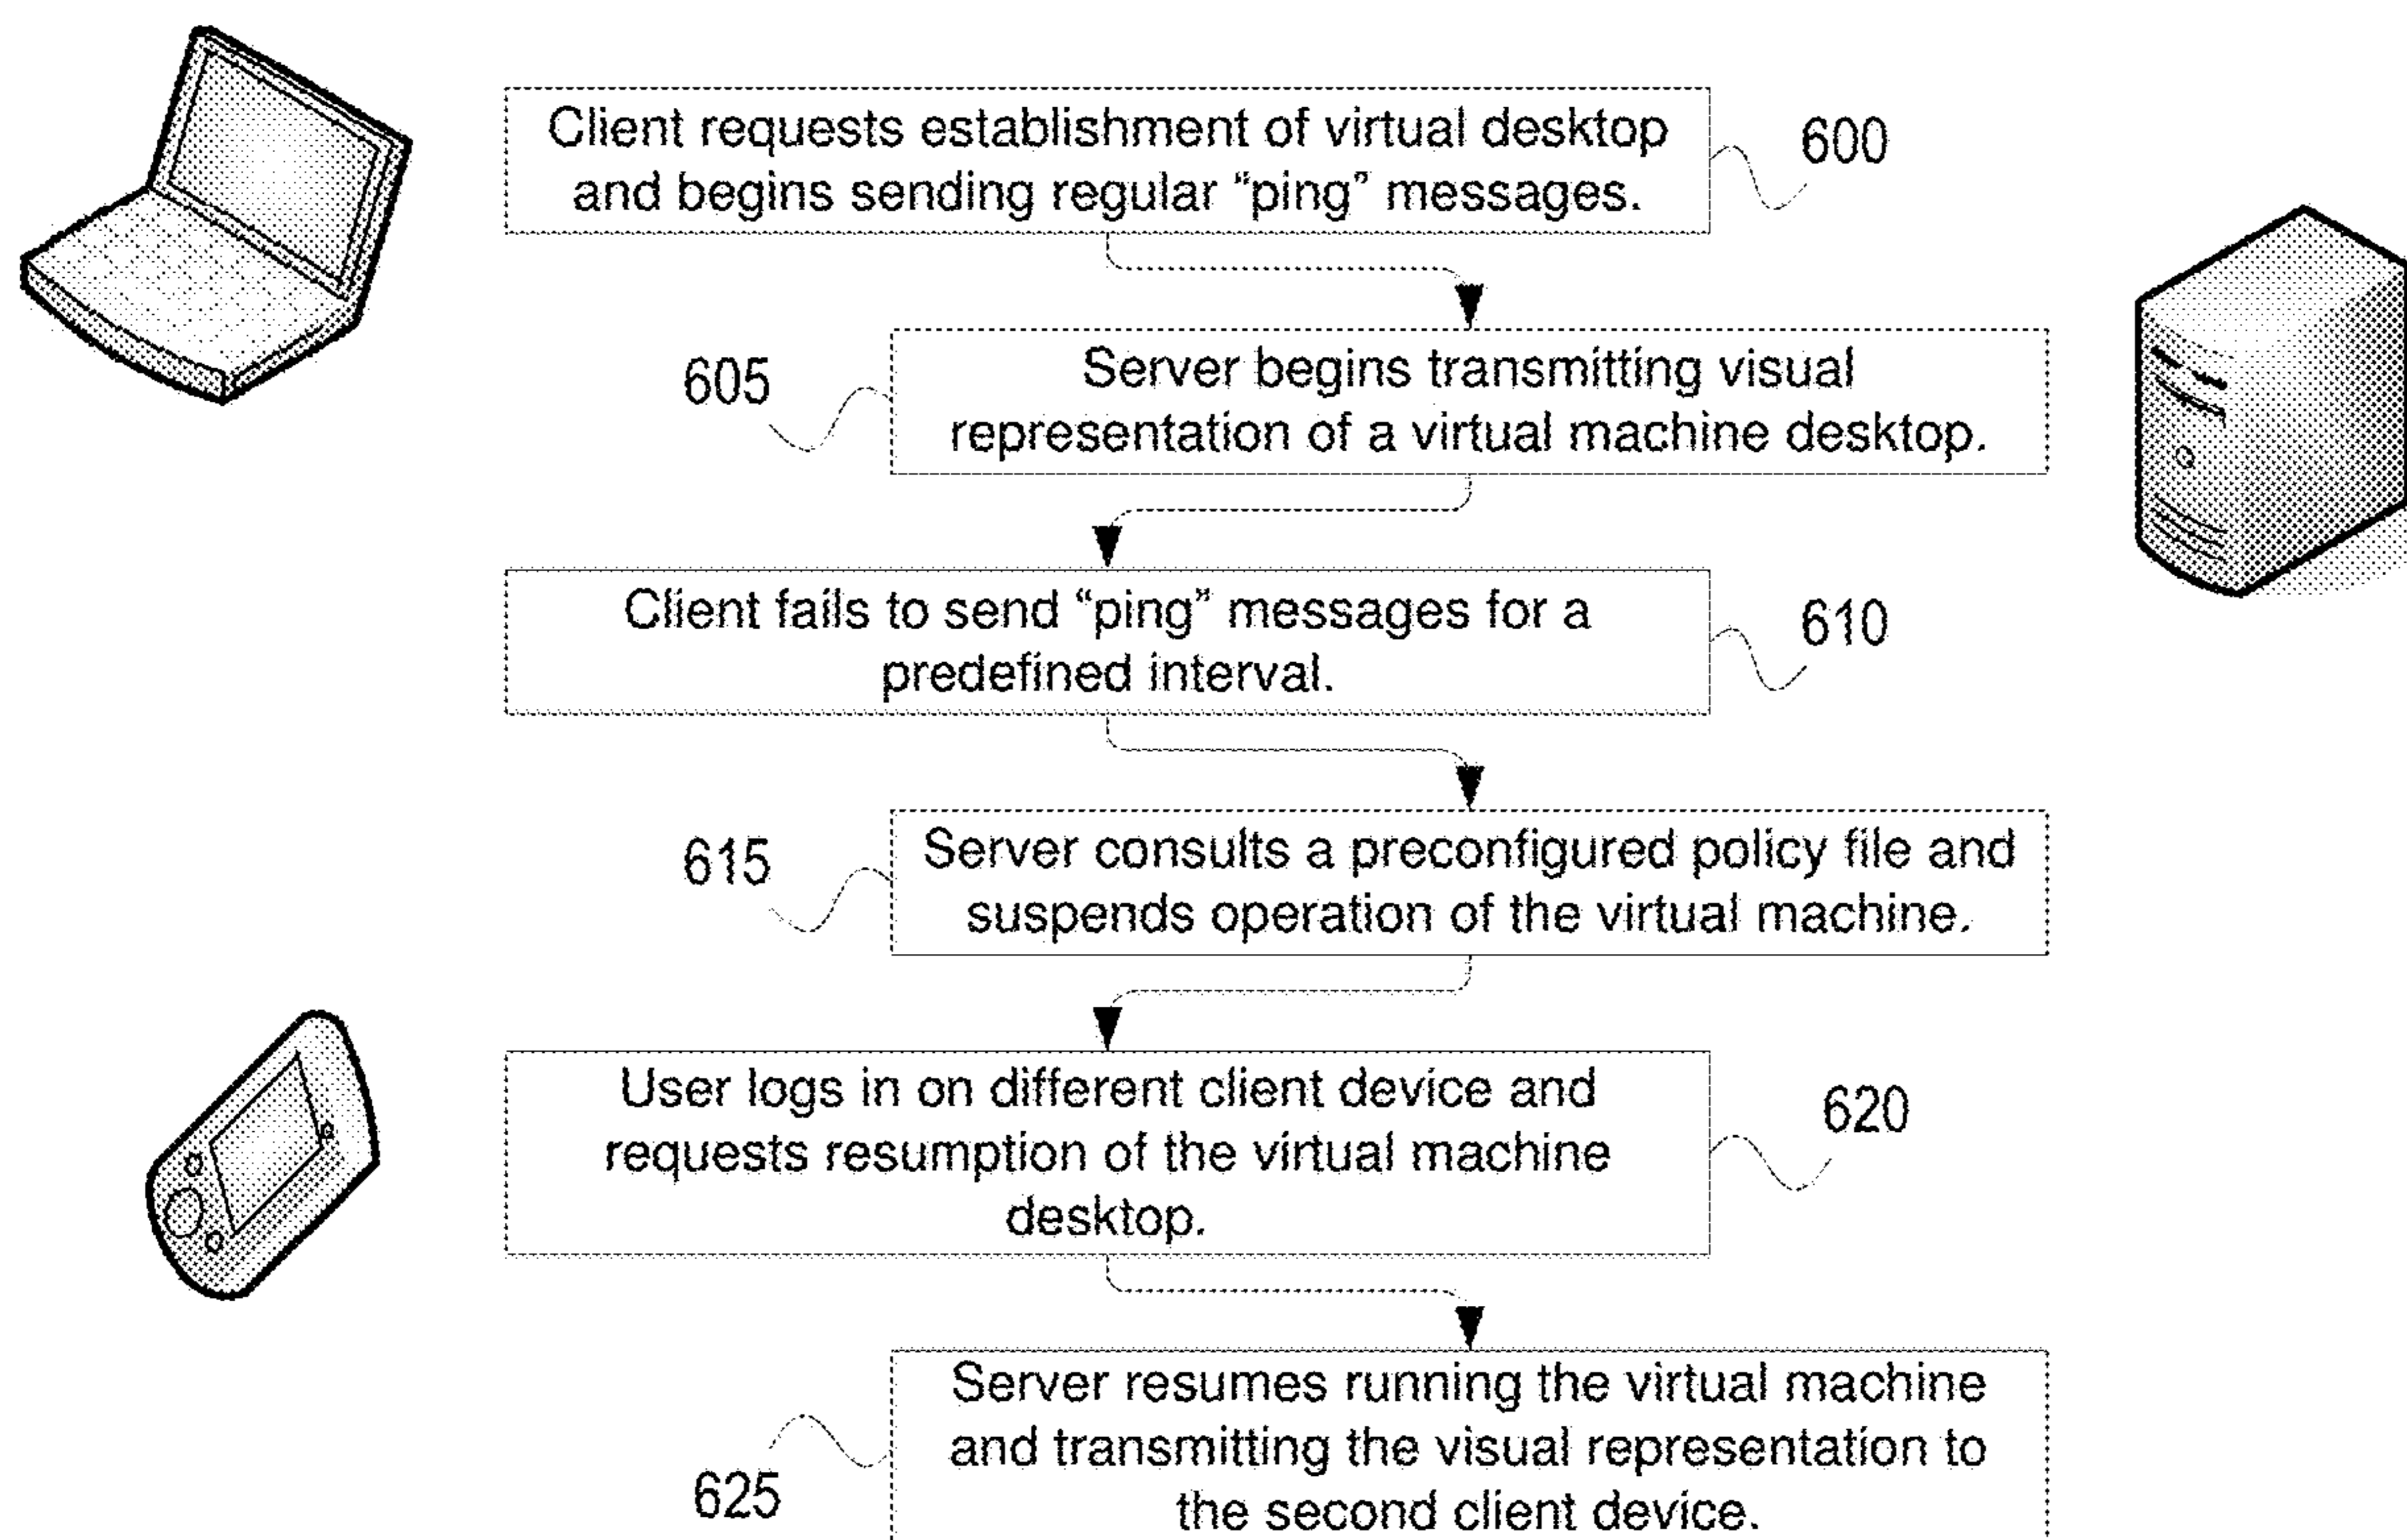 Client requests establishment of virtual desktop
and begins sending regular “ping” messages.
600
605
Server begins transmitting visual
representation of a virtual machine desktop.
Client fails to send “ping” messages for a
predefined interval.
610
615
Server consults a preconfigured policy file and
suspends operation of the virtual machine.
User logs in on different client device and
requests resumption of the virtual machine
desktop.
620
Server resumes running the virtual machine
and transmitting the visual representation to
the second client device.
625